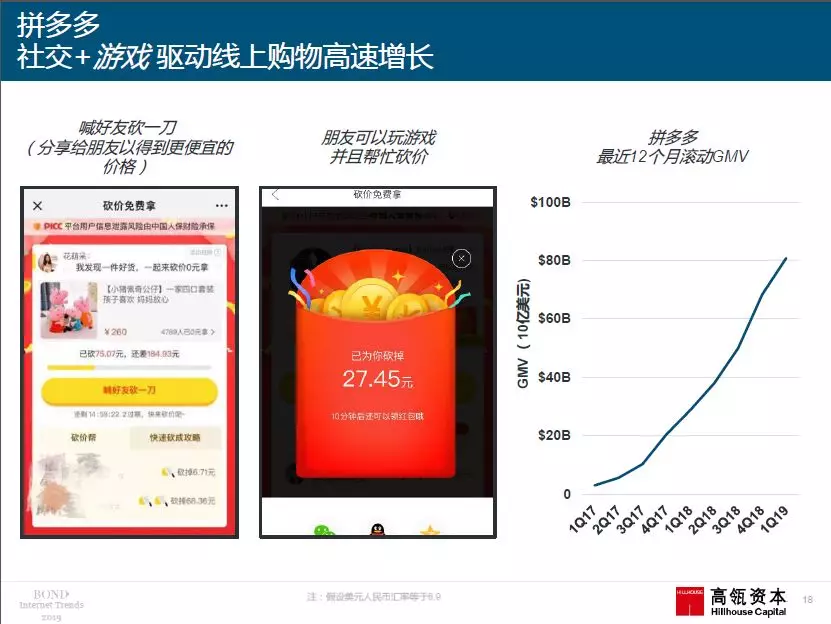 拼多多
社交+游戏 驱动线上购物高速增长
喊好友砍一刀
（分享给朋友以得到更便宜的
价格）
朋友可以玩游戏
并且帮忙砍价
拼多多
最近12个月滚动GMV
砍价免费拿
PICC 平台用户信息泄露风险由中国人保财险承保
花萌呆:
我发现一件好货，一起来砍价0元拿
【小猪佩奇公仔】一家四口套装
孩子喜欢 妈妈放心
¥260
4789人已0元拿 >
已砍75.07元，还差184.93元
喊好友砍一刀
还剩14:59:22.2过期，快来砍价吧~
砍价帮
快速砍成攻略
砍掉6.71元
砍掉68.36元
砍价免费拿
已为你砍掉
27.45元
10分钟后还可以领红包哦
GMV（10亿美元）
$100B
$80B
$60B
$40B
$20B
0
1Q17
2Q17
3Q17
4Q17
1Q18
2Q18
3Q18
4Q18
1Q19
BOND
Internet Trends
2019
注：假设美元人民币汇率等于6.9
HILLHOUSE
高瓴资本
Hillhouse Capital
18